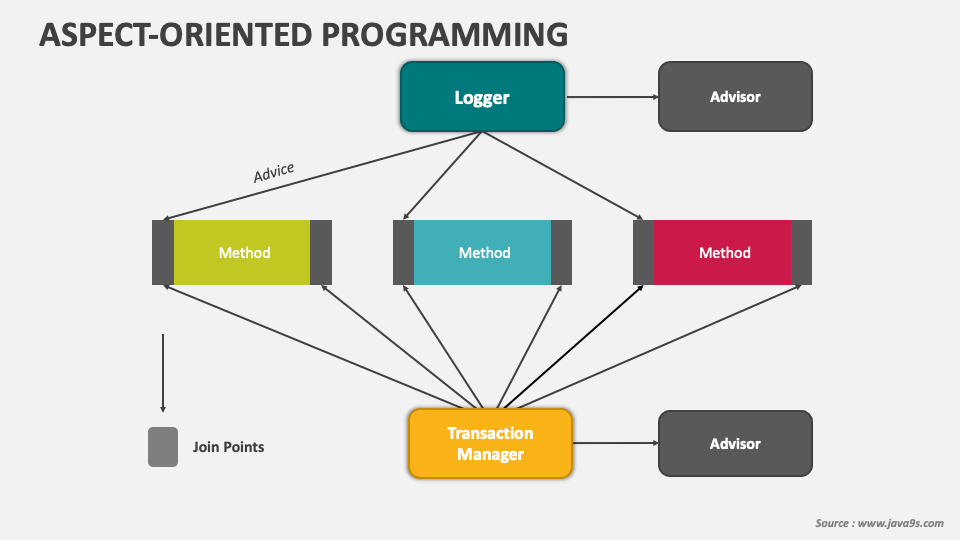 ASPECT-ORIENTED PROGRAMMING
Logger
Advisor
Advice
Method
Method
Method
Join Points
Transaction
Manager
Advisor
Source : www.java9s.com